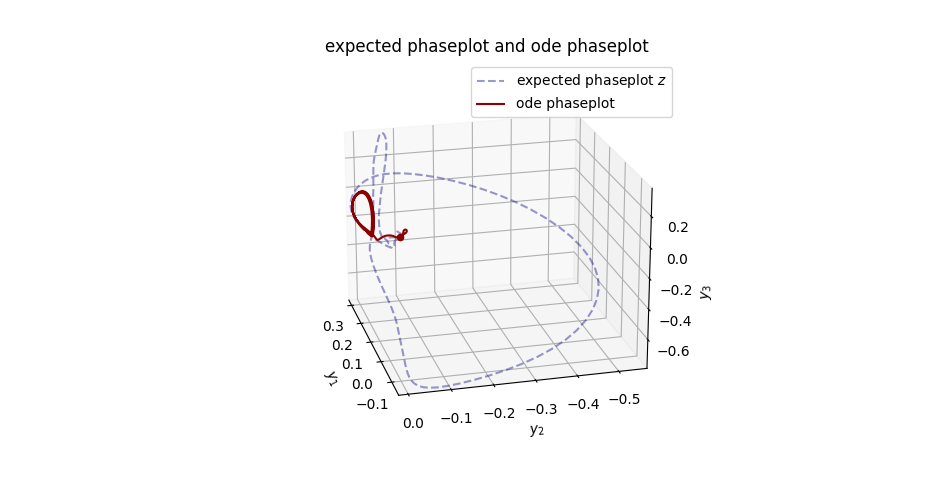 expected phaseplot and ode phaseplot
expected phaseplot z
ode phaseplot
0.2
0.0
−0.2
−0.4
−0.6
y₃
0.3
0.2
0.1
0.0
−0.1
y₁
0.0
−0.1
−0.2
−0.3
−0.4
−0.5
y₂